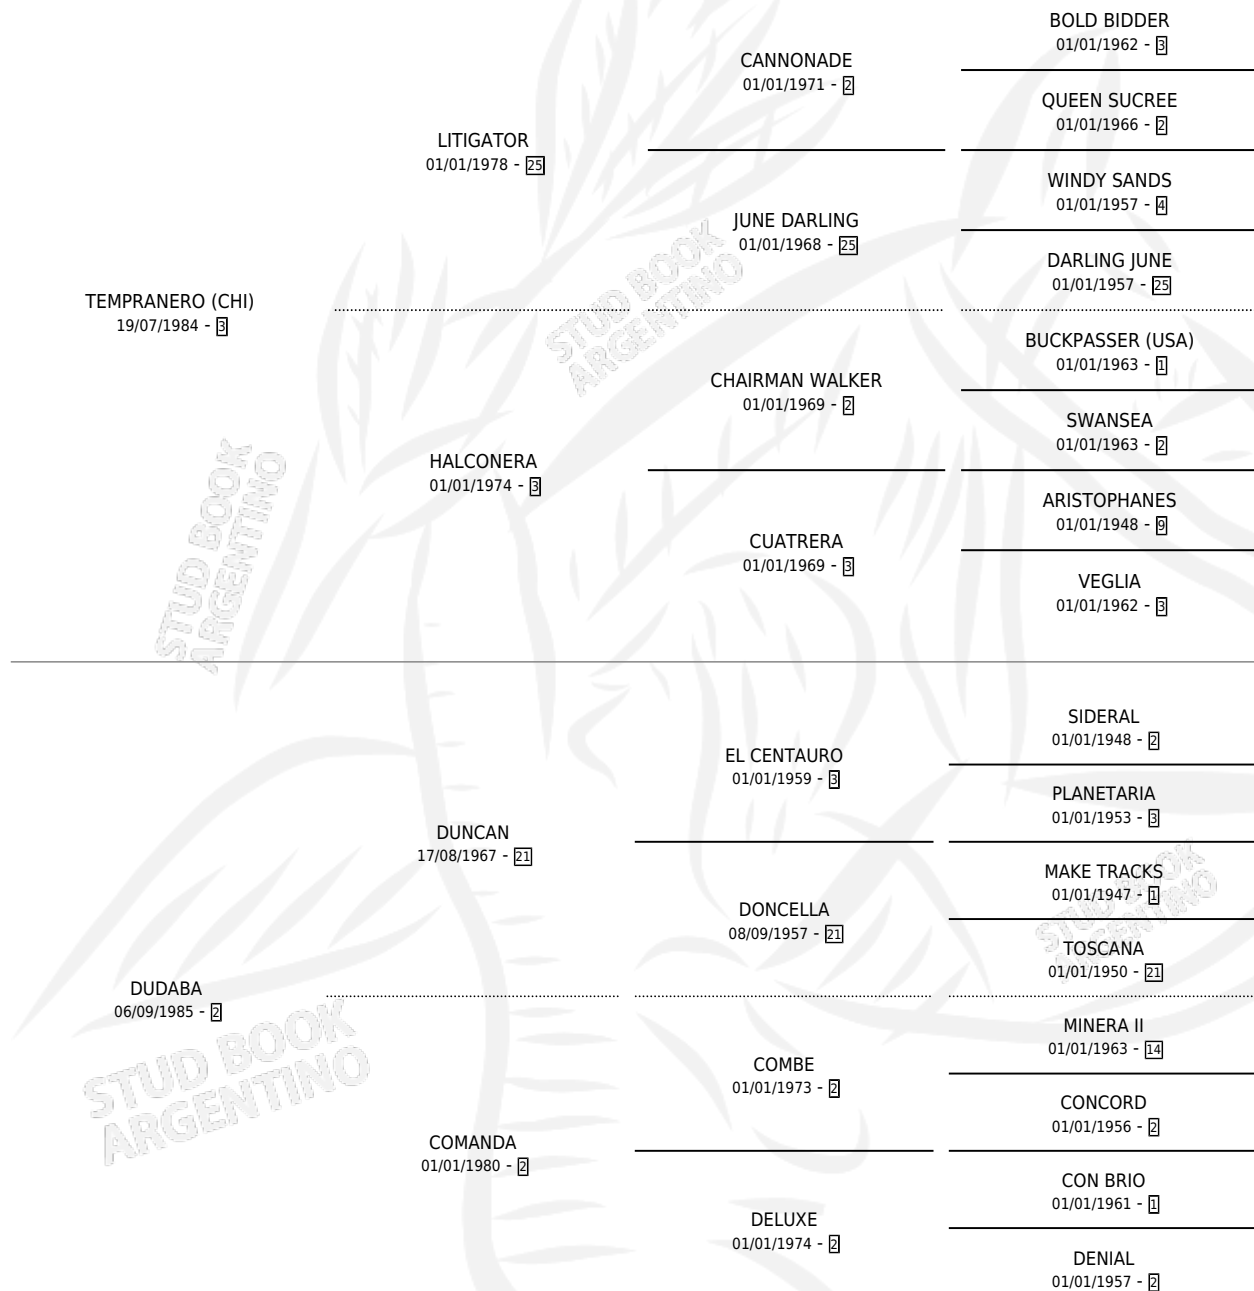 BOLD BIDDER
01/01/1962 - 3
CANNONADE
01/01/1971 - 2
QUEEN SUCREE
01/01/1966 - 2
LITIGATOR
01/01/1978 - 25
WINDY SANDS
01/01/1957 - 4
JUNE DARLING
01/01/1968 - 25
DARLING JUNE
01/01/1957 - 25
TEMPRANERO (CHI)
19/07/1984 - 3
STUD BOOK
ARGENTINO
BUCKPASSER (USA)
01/01/1963 - 1
CHAIRMAN WALKER
01/01/1969 - 2
SWANSEA
01/01/1963 - 2
HALCONERA
01/01/1974 - 3
ARISTOPHANES
01/01/1948 - 9
CUATRERA
01/01/1969 - 3
VEGLIA
01/01/1962 - 3
STUD BOOK
ARGENTINO
SIDERAL
01/01/1948 - 2
EL CENTAURO
01/01/1959 - 3
PLANETARIA
01/01/1953 - 3
DUNCAN
17/08/1967 - 21
MAKE TRACKS
01/01/1947 - 1
DONCELLA
08/09/1957 - 21
STUD BOOK
ARGENTINO
TOSCANA
01/01/1950 - 21
DUDABA
06/09/1985 - 2
STUD BOOK
ARGENTINO
MINERA II
01/01/1963 - 14
COMBE
01/01/1973 - 2
CONCORD
01/01/1956 - 2
COMANDA
01/01/1980 - 2
CON BRIO
01/01/1961 - 1
DELUXE
01/01/1974 - 2
DENIAL
01/01/1957 - 2